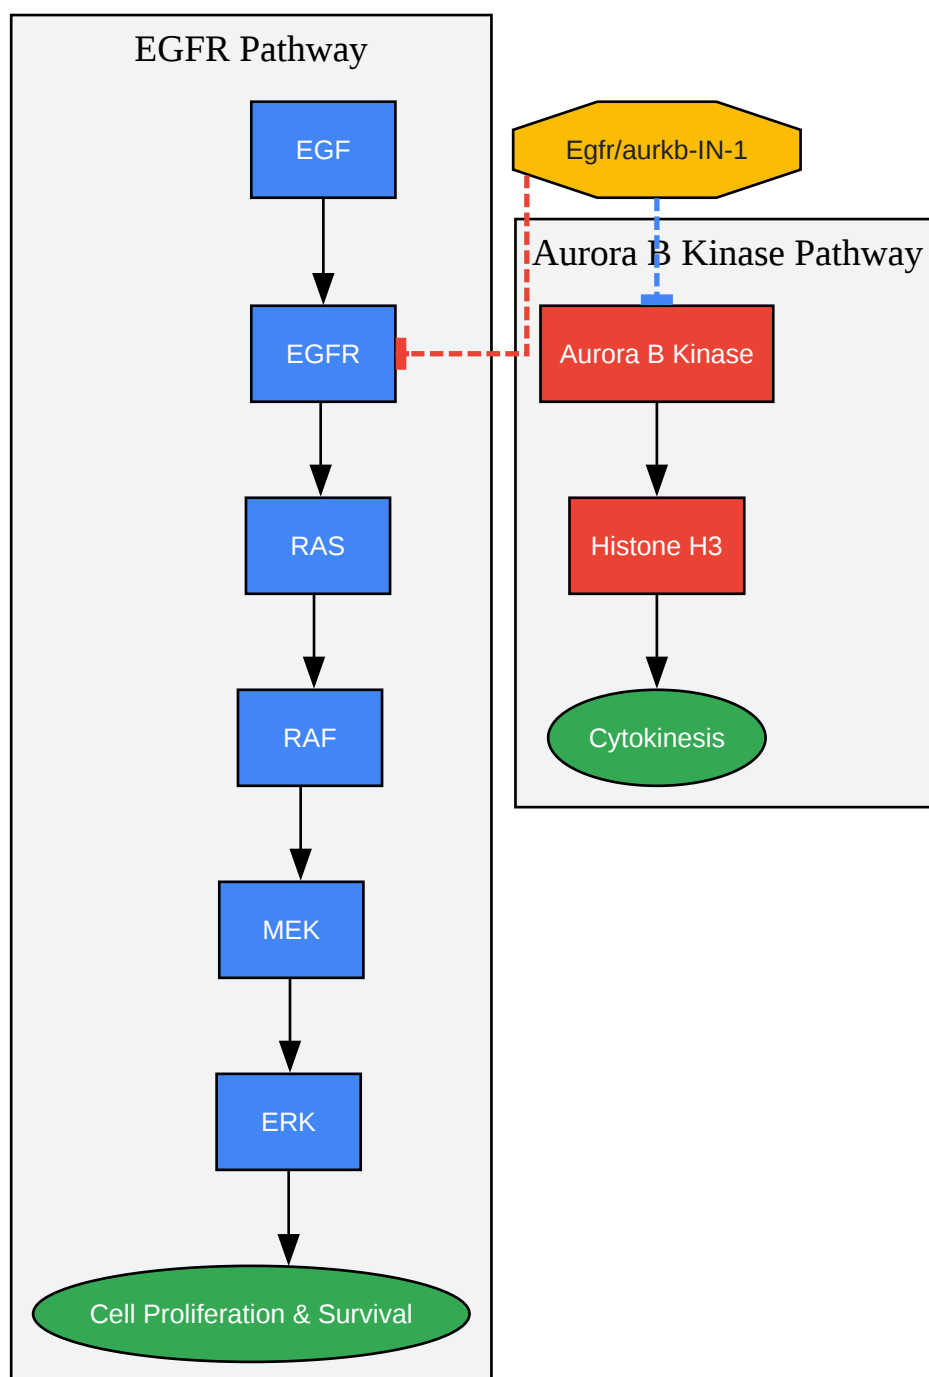 EGFR Pathway
EGF
Egfr/aurkb-IN-1
Aurora B Kinase Pathway
EGFR
Aurora B Kinase
RAS
Histone H3
RAF
Cytokinesis
MEK
ERK
Cell Proliferation & Survival